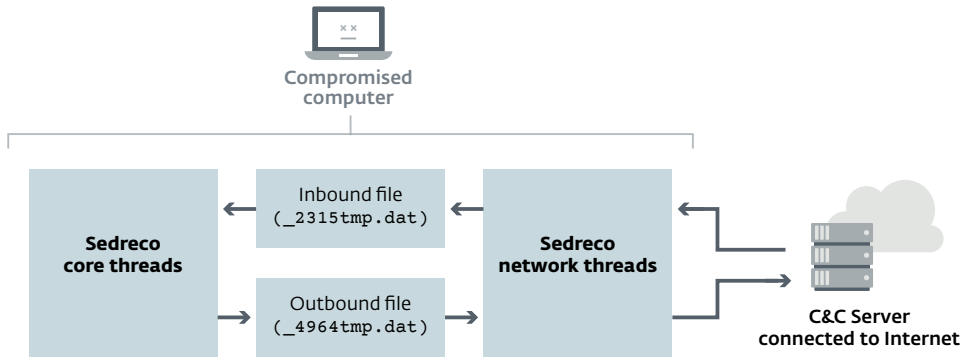 Compromised
computer
Sedreco
core threads
Inbound file
(_2315tmp.dat)
Outbound file
(_4964tmp.dat)
Sedreco
network threads
C&C Server
connected to Internet